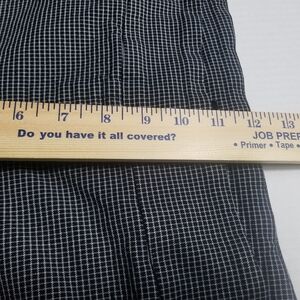 6 7 8 9 10 11 12 13
Do you have it all covered?
JOB PREP
• Primer • Tape •